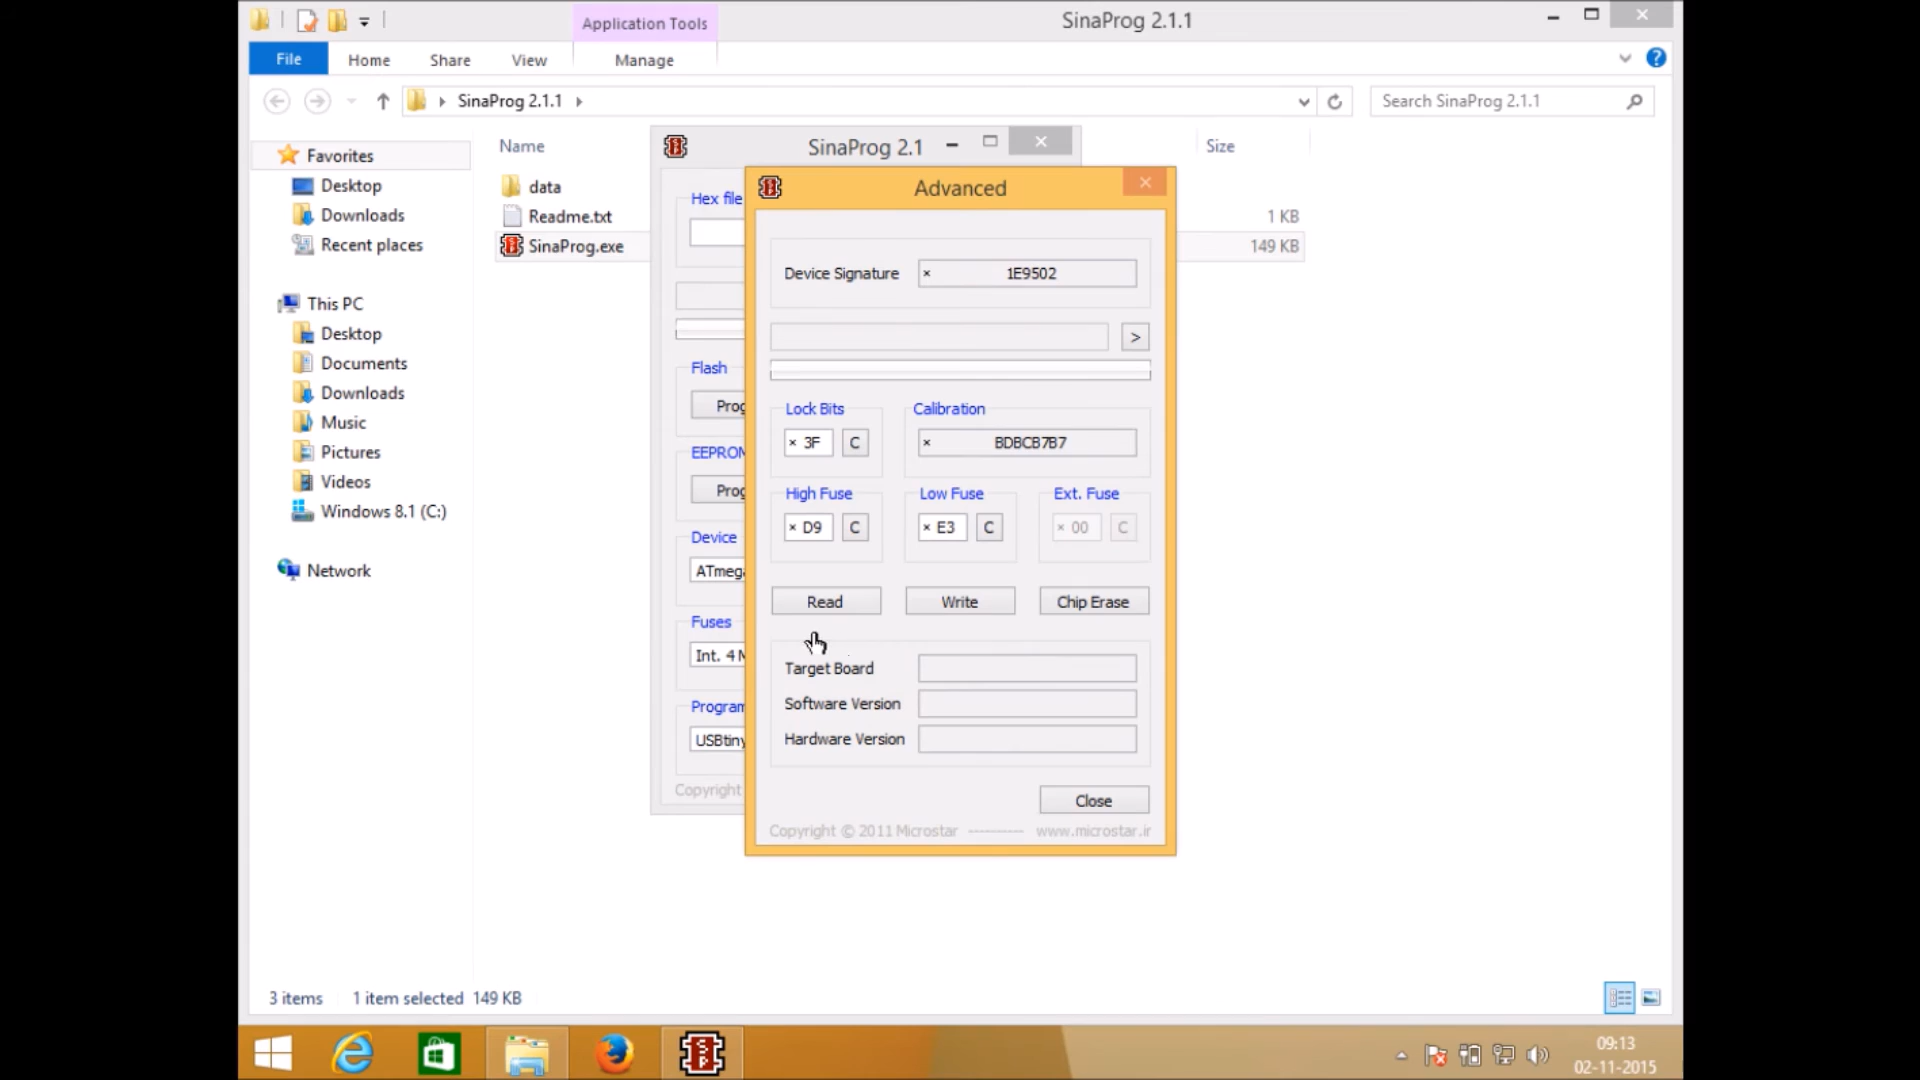 Application Tools
SinaProg 2.1.1
File
Home
Share
View
Manage
SinaProg 2.1.1
Search SinaProg 2.1.1
Favorites
Desktop
Downloads
Recent places
This PC
Desktop
Documents
Downloads
Music
Pictures
Videos
Windows 8.1 (C:)
Network
Name
Size
data
Readme.txt
1 KB
SinaProg.exe
149 KB
SinaProg 2.1
Hex file
Flash
Prog
EEPROM
Prog
Device
ATmega
Fuses
Int. 4 M
Program
USBtiny
Copyright
Advanced
Device Signature
× 1E9502
>
Lock Bits
× 3F
C
Calibration
× BDBCB7B7
High Fuse
× D9
C
Low Fuse
× E3
C
Ext. Fuse
× 00
C
Read
Write
Chip Erase
Target Board
Software Version
Hardware Version
Close
Copyright © 2011 Microstar ---------- www.microstar.ir
3 items
1 item selected 149 KB
09:13
02-11-2015